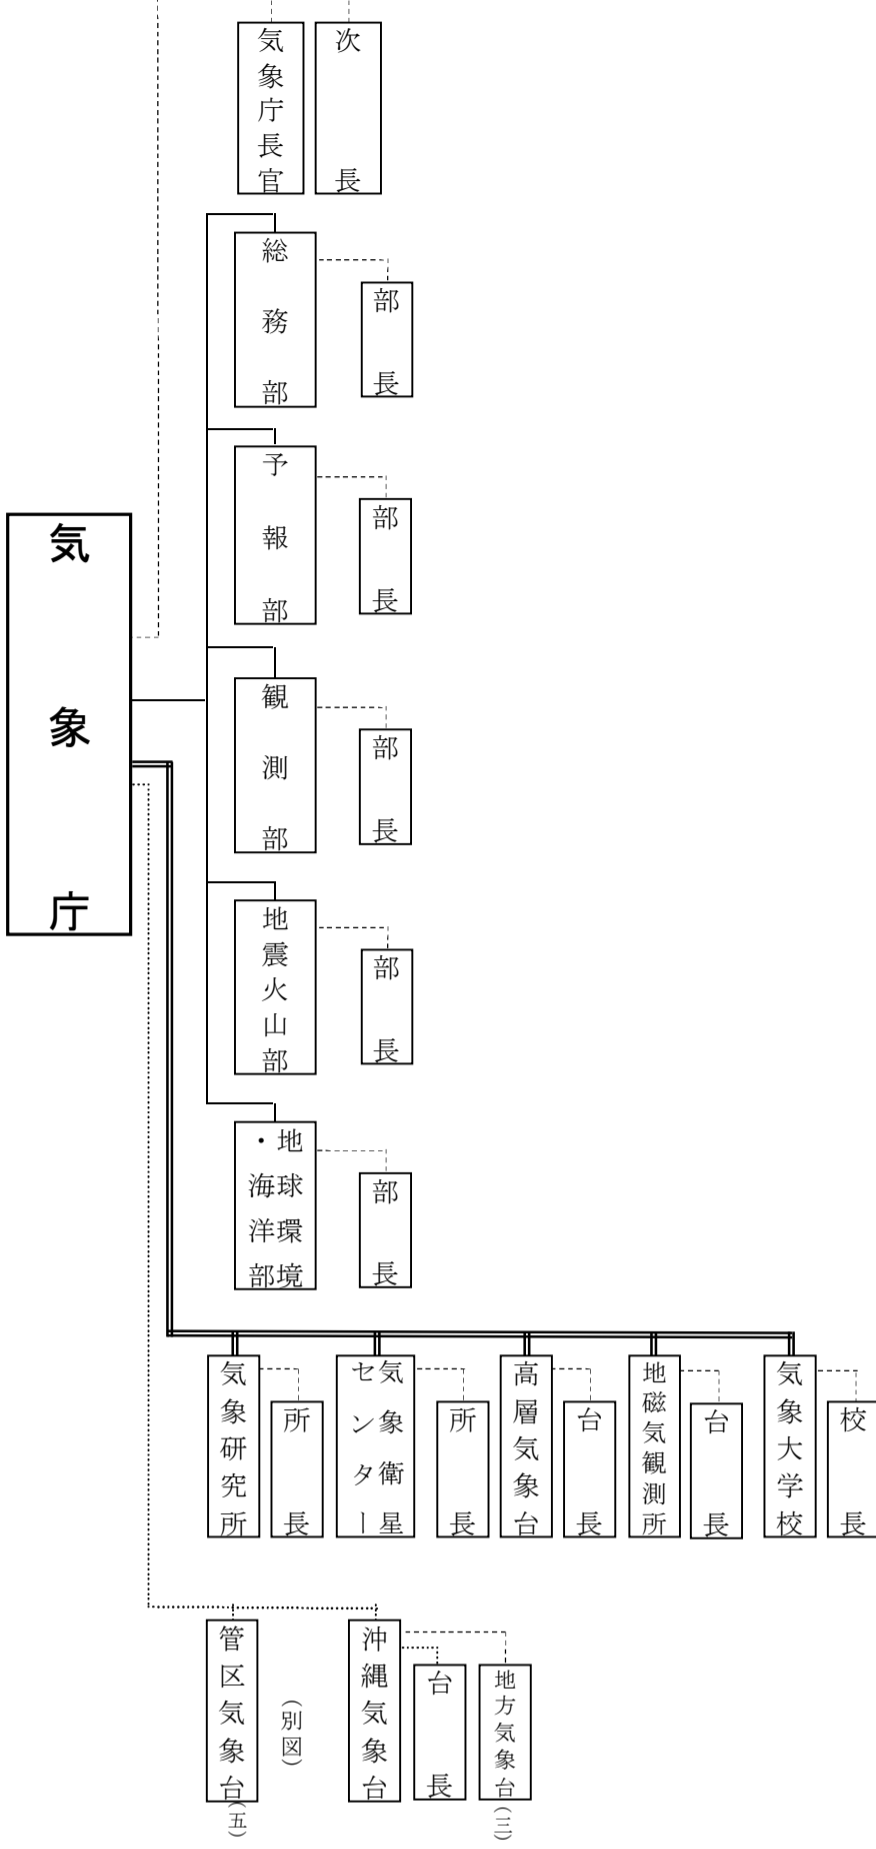 気象庁
気象庁長官
次長
総務部
部長
予報部
部長
観測部
部長
地震火山部
部長
地球環境
・海洋部
部長
気象研究所
所長
気象衛星
センター
所長
高層気象台
台長
地磁気観測所
台長
気象大学校
校長
管区気象台(五)
(別図)
沖縄気象台
台長
地方気象台(三)